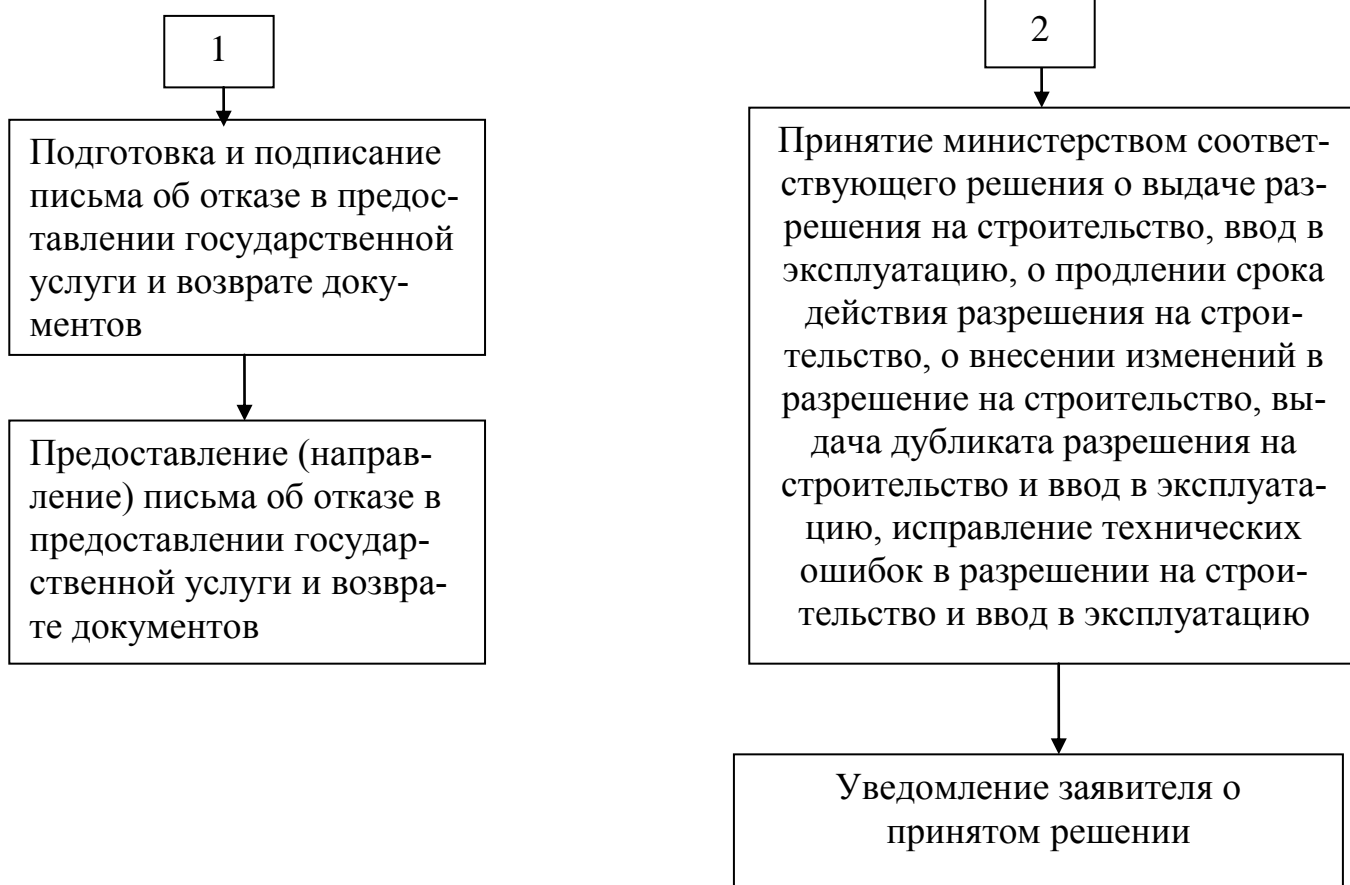 1
Подготовка и подписание
письма об отказе в предос-
тавлении государственной
услуги и возврате доку-
ментов
Предоставление (направ-
ление) письма об отказе в
предоставлении государ-
ственной услуги и возвра-
те документов
2
Принятие министерством соответ-
ствующего решения о выдаче раз-
решения на строительство, ввод в
эксплуатацию, о продлении срока
действия разрешения на строи-
тельство, о внесении изменений в
разрешение на строительство, вы-
дача дубликата разрешения на
строительство и ввод в эксплуата-
цию, исправление технических
ошибок в разрешении на строи-
тельство и ввод в эксплуатацию
Уведомление заявителя о
принятом решении